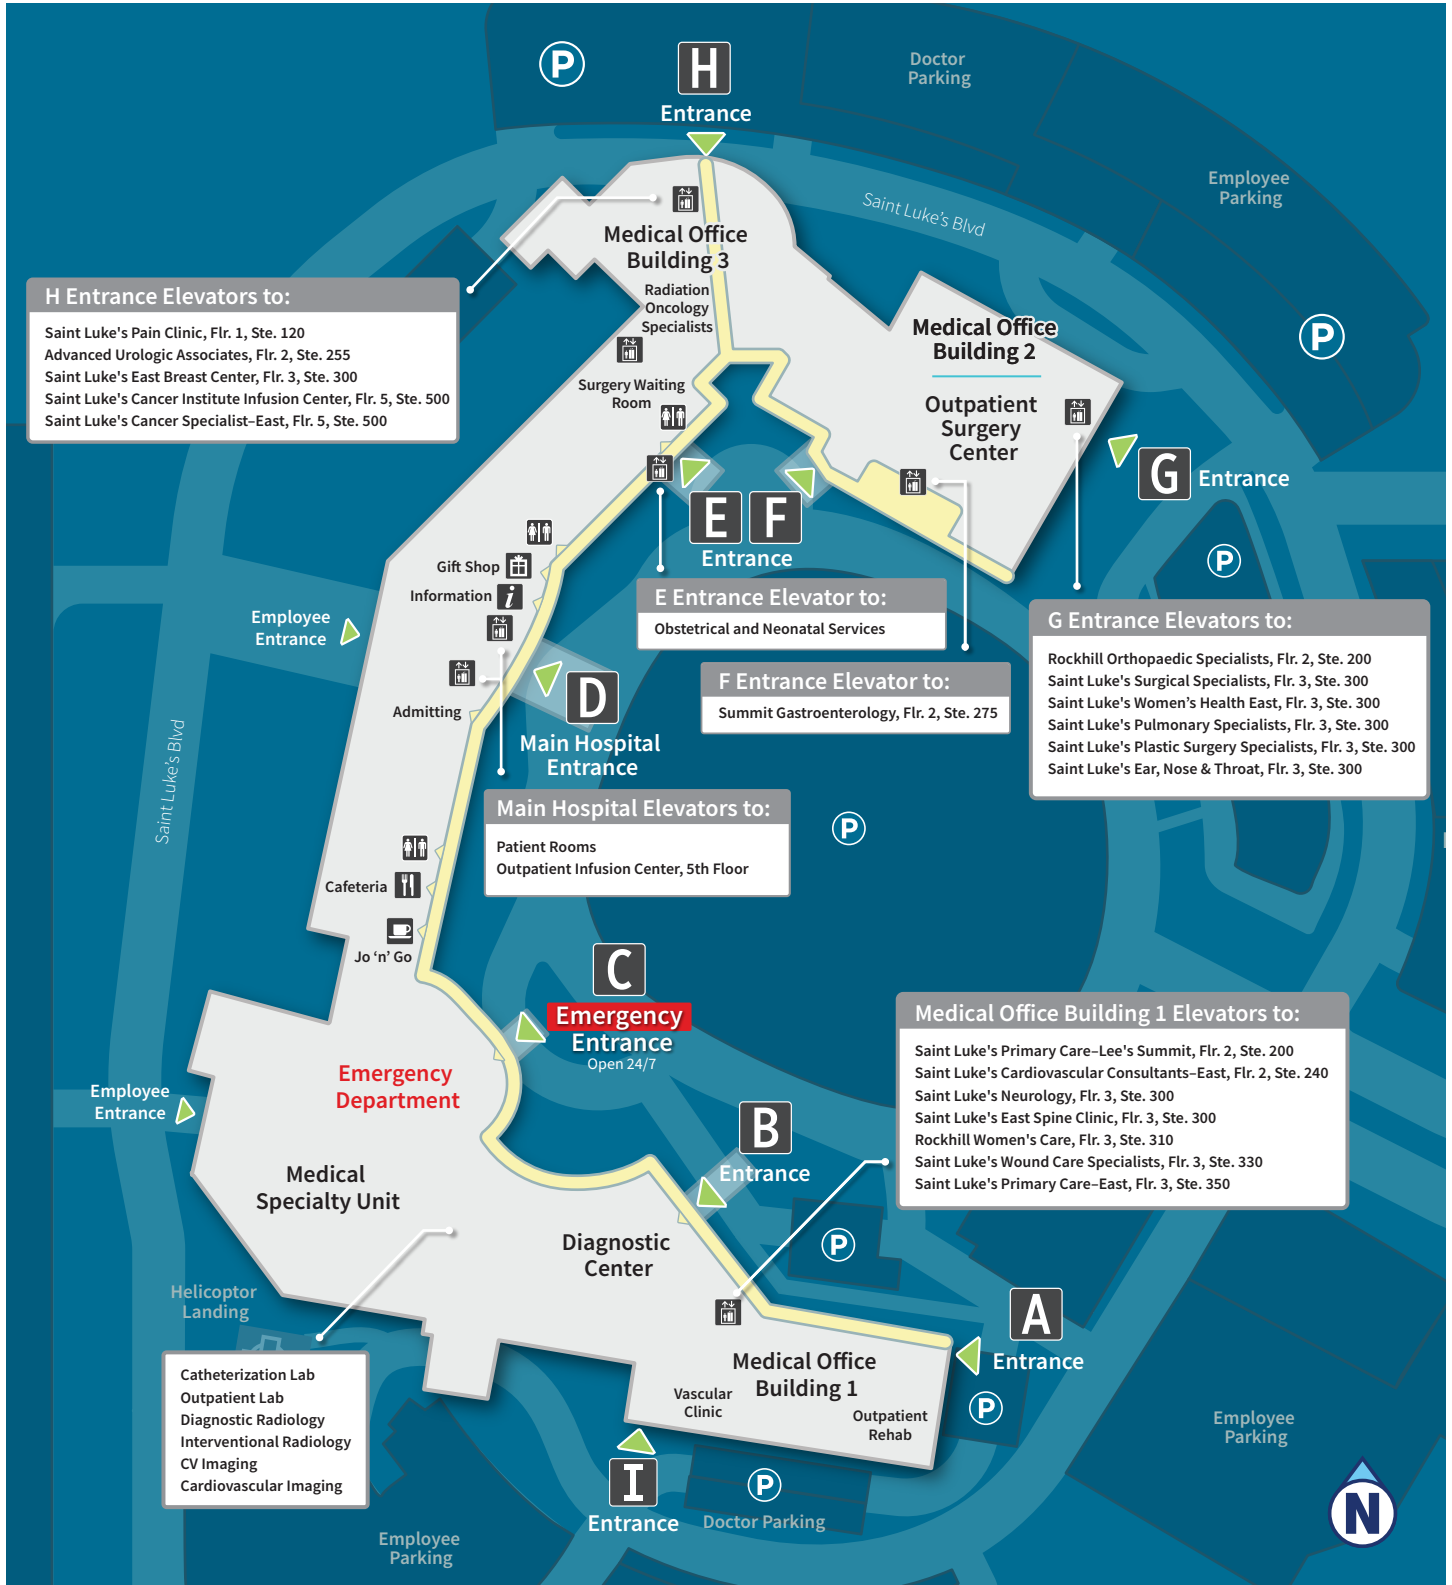 P
H
Entrance
Doctor
Parking
Employee
Parking
Saint Luke's Blvd
Medical Office
Building 3
Radiation
Oncology
Specialists
H Entrance Elevators to:
Saint Luke's Pain Clinic, Flr. 1, Ste. 120
Advanced Urologic Associates, Flr. 2, Ste. 255
Saint Luke's East Breast Center, Flr. 3, Ste. 300
Saint Luke's Cancer Institute Infusion Center, Flr. 5, Ste. 500
Saint Luke's Cancer Specialist–East, Flr. 5, Ste. 500
Medical Office
Building 2
P
Surgery Waiting
Room
Outpatient
Surgery
Center
G
Entrance
E
F
Entrance
P
Gift Shop
Information
i
Employee
Entrance
E Entrance Elevator to:
Obstetrical and Neonatal Services
G Entrance Elevators to:
Rockhill Orthopaedic Specialists, Flr. 2, Ste. 200
Saint Luke's Surgical Specialists, Flr. 3, Ste. 300
Saint Luke's Women’s Health East, Flr. 3, Ste. 300
Saint Luke's Pulmonary Specialists, Flr. 3, Ste. 300
Saint Luke's Plastic Surgery Specialists, Flr. 3, Ste. 300
Saint Luke's Ear, Nose & Throat, Flr. 3, Ste. 300
F Entrance Elevator to:
Summit Gastroenterology, Flr. 2, Ste. 275
Admitting
D
Main Hospital
Entrance
Saint Luke's Blvd
Main Hospital Elevators to:
Patient Rooms
Outpatient Infusion Center, 5th Floor
P
Cafeteria
Jo ‘n’ Go
C
Emergency
Entrance
Open 24/7
Emergency
Department
Employee
Entrance
Medical Office Building 1 Elevators to:
Saint Luke's Primary Care–Lee's Summit, Flr. 2, Ste. 200
Saint Luke's Cardiovascular Consultants–East, Flr. 2, Ste. 240
Saint Luke's Neurology, Flr. 3, Ste. 300
Saint Luke's East Spine Clinic, Flr. 3, Ste. 300
Rockhill Women's Care, Flr. 3, Ste. 310
Saint Luke's Wound Care Specialists, Flr. 3, Ste. 330
Saint Luke's Primary Care–East, Flr. 3, Ste. 350
B
Entrance
Medical
Specialty Unit
Diagnostic
Center
P
Helicoptor
Landing
A
Entrance
Medical Office
Building 1
Vascular
Clinic
Outpatient
Rehab
P
Catheterization Lab
Outpatient Lab
Diagnostic Radiology
Interventional Radiology
CV Imaging
Cardiovascular Imaging
Employee
Parking
I
Entrance
P
Doctor Parking
Employee
Parking
N